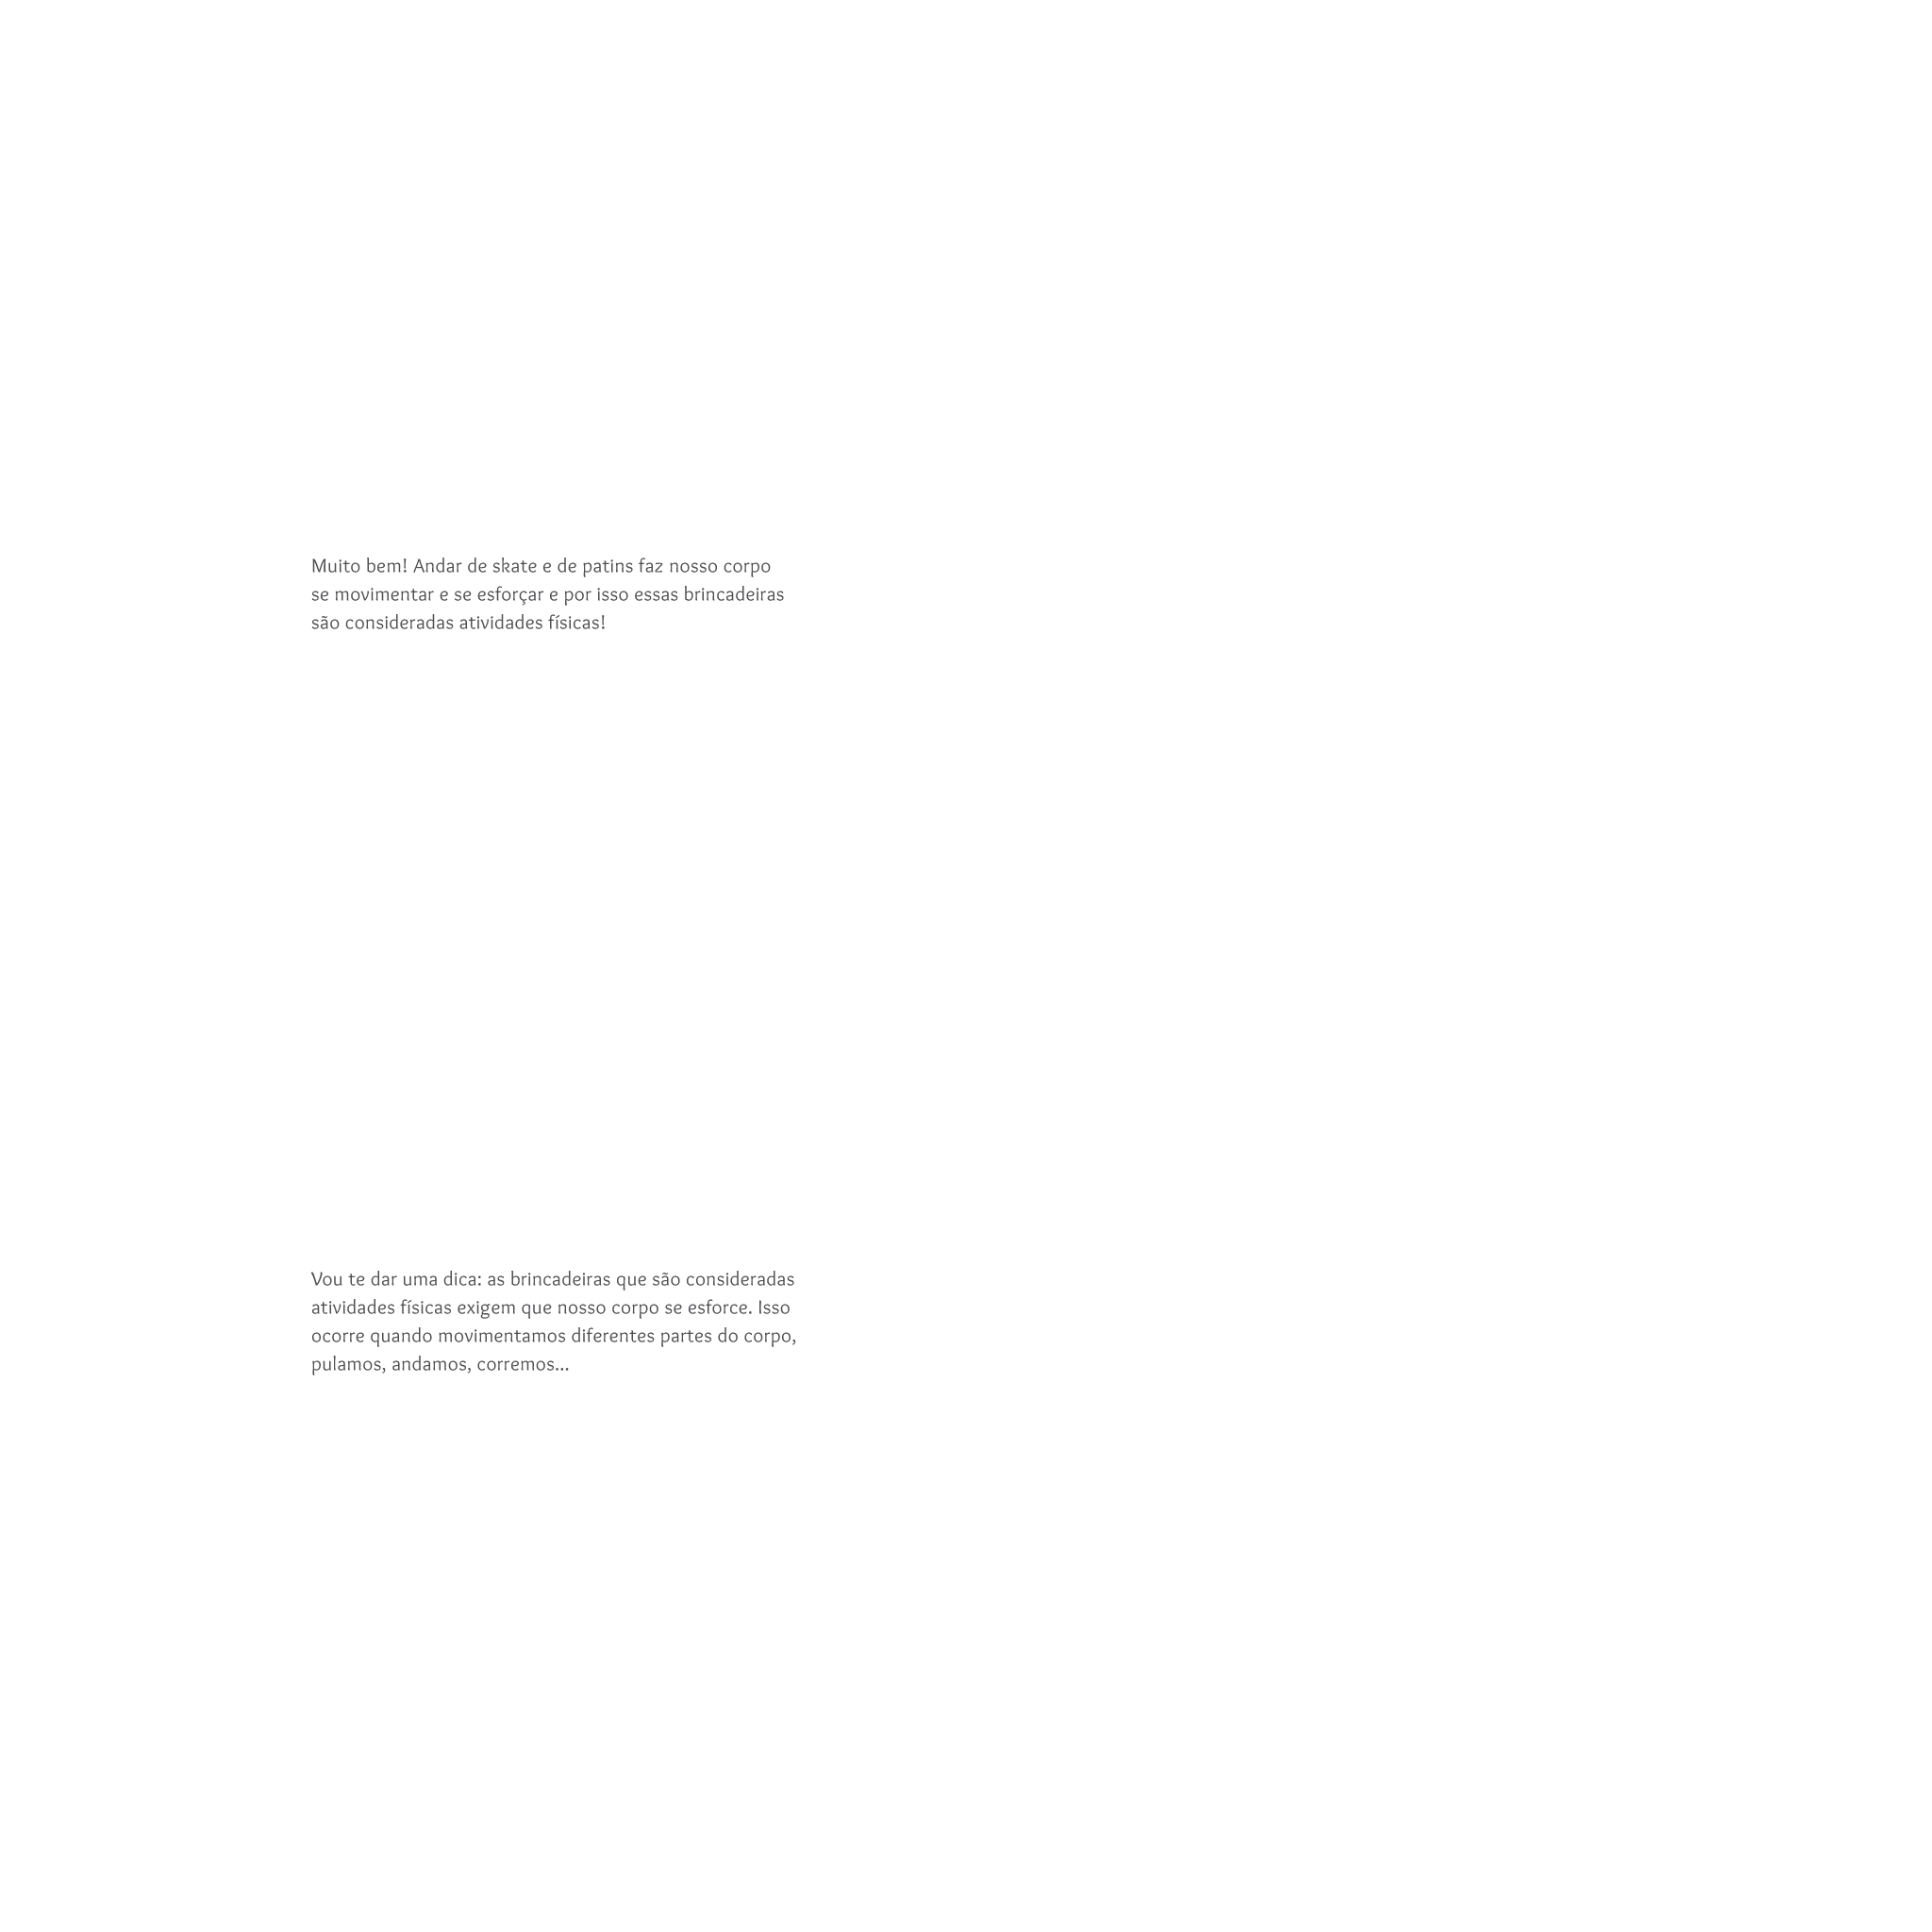 Muito bem! Andar de skate e de patins faz nosso corpo
se movimentar e se esforçar e por isso essas brincadeiras
são consideradas atividades físicas!
Vou te dar uma dica: as brincadeiras que são consideradas
atividades físicas exigem que nosso corpo se esforce. Isso
ocorre quando movimentamos diferentes partes do corpo,
pulamos, andamos, corremos...